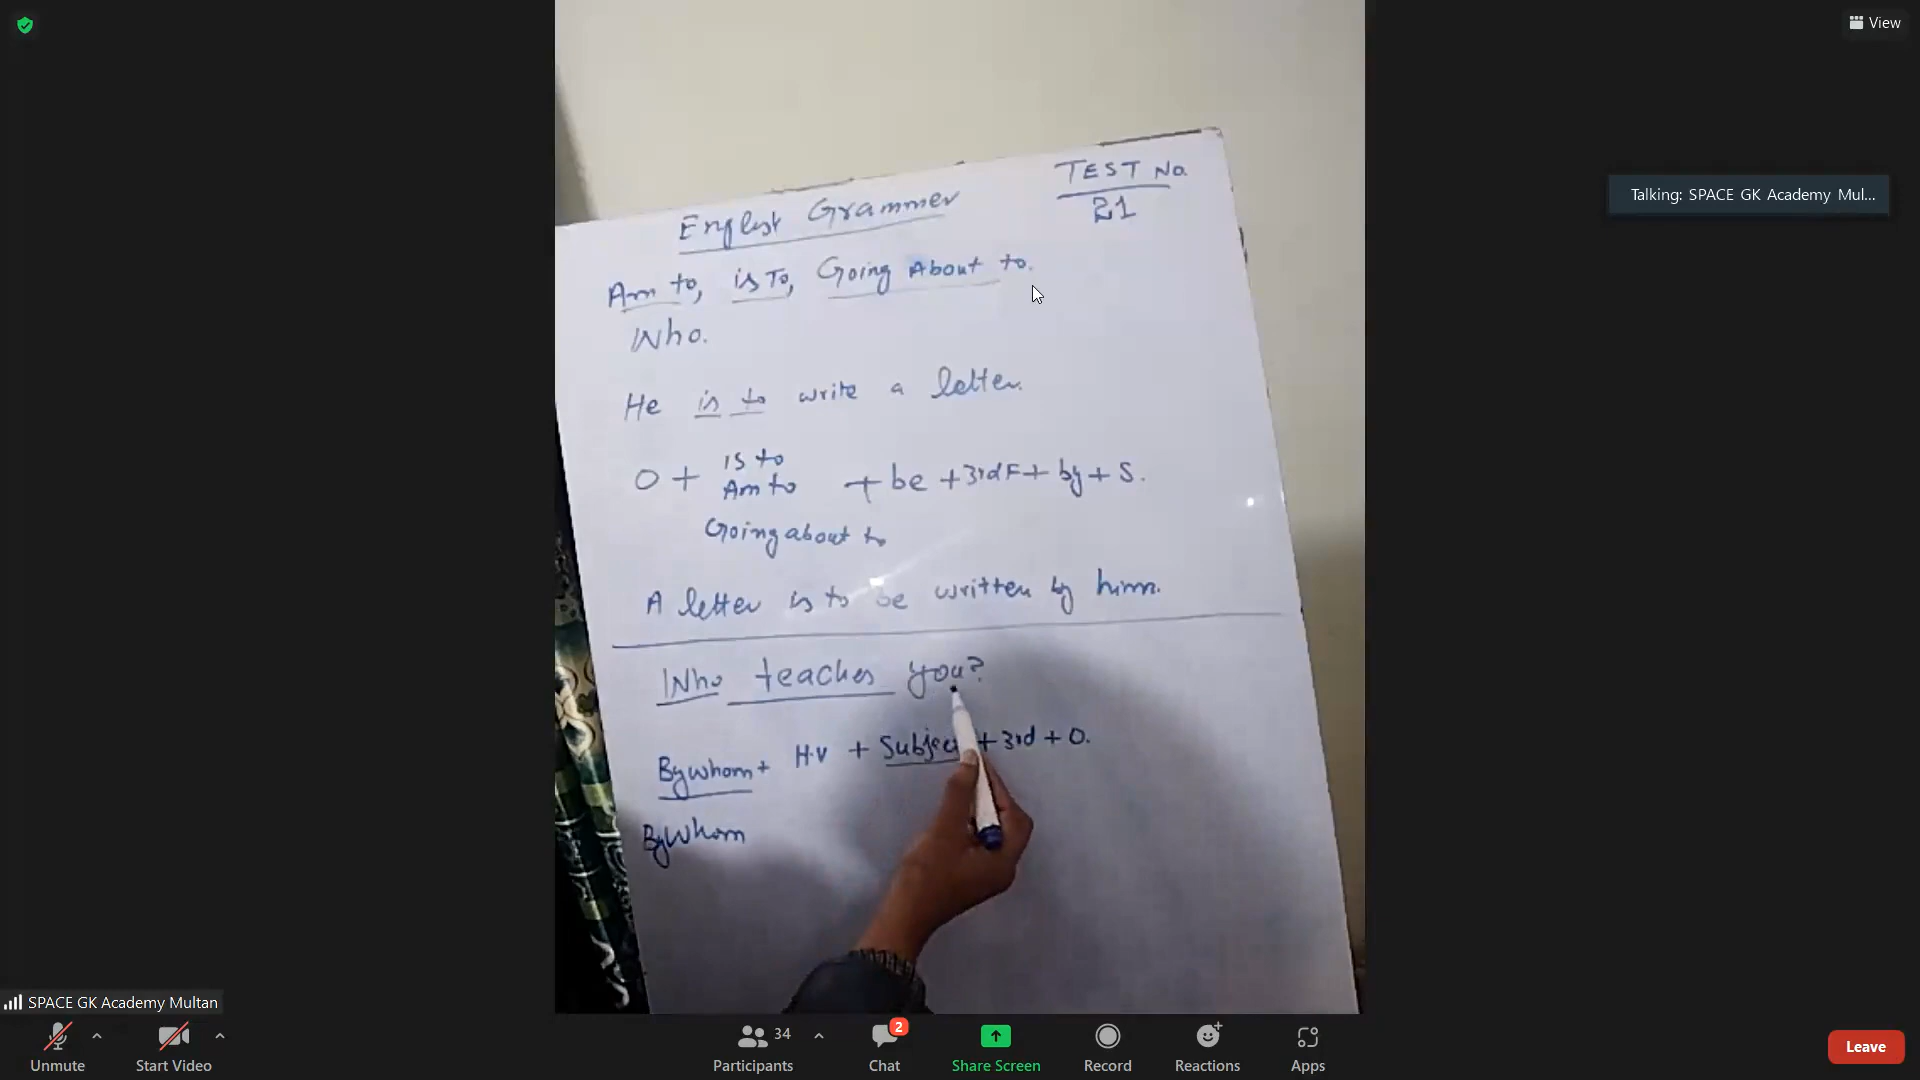 View
Talking: SPACE GK Academy Mul...
TEST No.
21
English Grammer
Am to, is To, Going About to.
Who.
He is to write a letter.
O + is to + be + 3rd F + by + S.
Am to
Going about to
A letter is to be written by him.
Who teaches you?
By whom + H.V + Subject + 3rd + O.
By Whom
SPACE GK Academy Multan
Unmute
Start Video
34
Participants
2
Chat
Share Screen
Record
Reactions
Apps
Leave